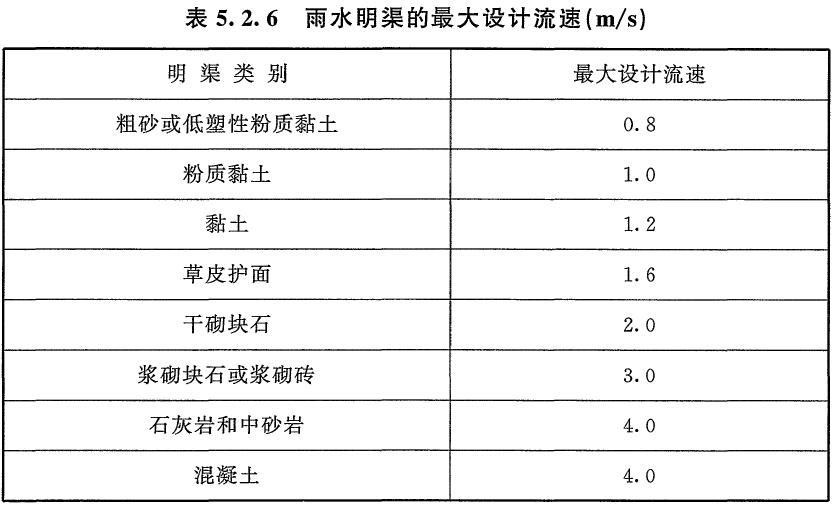 表 5.2.6 雨水明渠的最大设计流速(m/s)
明渠类别 最大设计流速
粗砂或低塑性粉质黏土 0.8
粉质黏土 1.0
黏土 1.2
草皮护面 1.6
干砌块石 2.0
浆砌块石或浆砌砖 3.0
石灰岩和中砂岩 4.0
混凝土 4.0